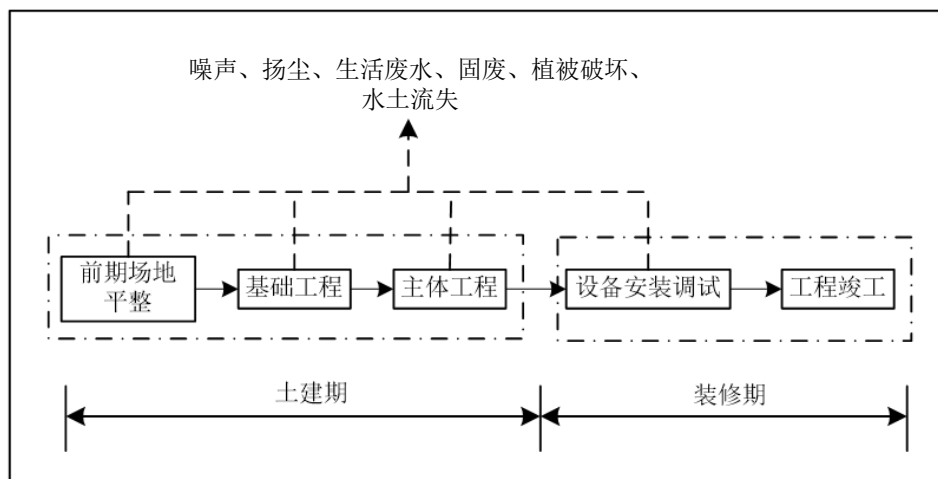 噪声、扬尘、生活废水、固废、植被破坏、
水土流失
前期场地
平整
基础工程
主体工程
设备安装调试
工程竣工
土建期
装修期